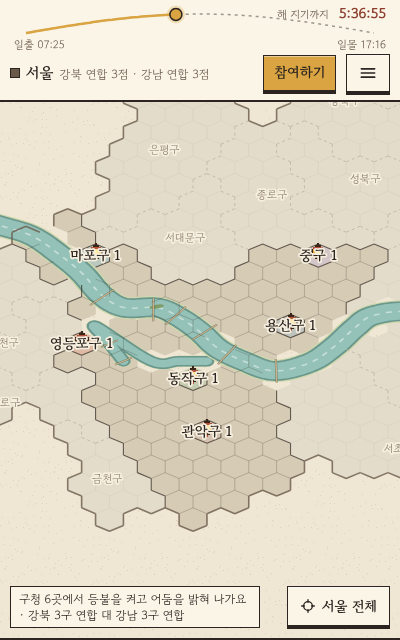 해 지기까지 5:36:55
일출 07:25
일몰 17:16
서울 강북 연합 3점 · 강남 연합 3점
참여하기
은평구
성북구
종로구
서대문구
마포구 1
중구 1
용산구 1
영등포구 1
동작구 1
관악구 1
금천구
구청 6곳에서 등불을 켜고 어둠을 밝혀 나가요
· 강북 3구 연합 대 강남 3구 연합
서울 전체